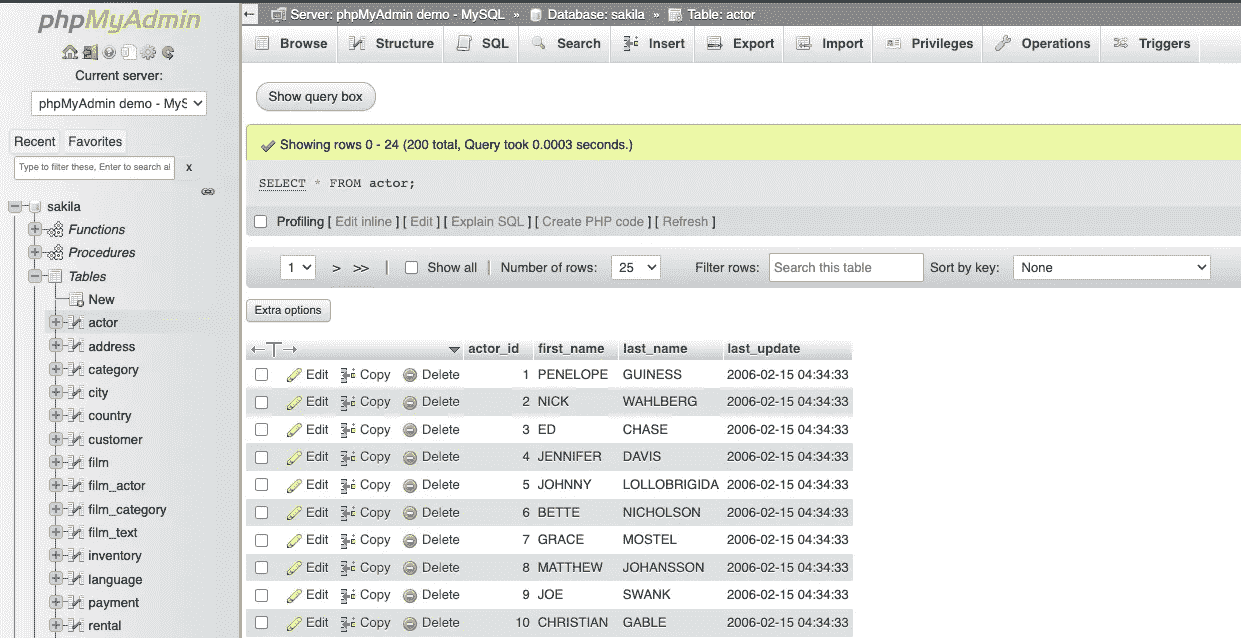 phpMyAdmin
Current server:
phpMyAdmin demo - MyS
Recent Favorites
Type to filter these, Enter to search al X
sakila
Functions
Procedures
Tables
New
actor
address
category
city
country
customer
film
film_actor
film_category
film_text
inventory
language
payment
rental
Server: phpMyAdmin demo - MySQL » Database: sakila » Table: actor
Browse Structure SQL Search Insert Export Import Privileges Operations Triggers
Show query box
Showing rows 0 - 24 (200 total, Query took 0.0003 seconds.)
SELECT * FROM actor;
Profiling [ Edit inline ] [ Edit ] [ Explain SQL ] [ Create PHP code ] [ Refresh ]
1 > >> | Show all | Number of rows: 25 Filter rows: Search this table Sort by key: None
Extra options
←T→ actor_id first_name last_name last_update
Edit Copy Delete 1 PENELOPE GUINESS 2006-02-15 04:34:33
Edit Copy Delete 2 NICK WAHLBERG 2006-02-15 04:34:33
Edit Copy Delete 3 ED CHASE 2006-02-15 04:34:33
Edit Copy Delete 4 JENNIFER DAVIS 2006-02-15 04:34:33
Edit Copy Delete 5 JOHNNY LOLLOBRIGIDA 2006-02-15 04:34:33
Edit Copy Delete 6 BETTE NICHOLSON 2006-02-15 04:34:33
Edit Copy Delete 7 GRACE MOSTEL 2006-02-15 04:34:33
Edit Copy Delete 8 MATTHEW JOHANSSON 2006-02-15 04:34:33
Edit Copy Delete 9 JOE SWANK 2006-02-15 04:34:33
Edit Copy Delete 10 CHRISTIAN GABLE 2006-02-15 04:34:33